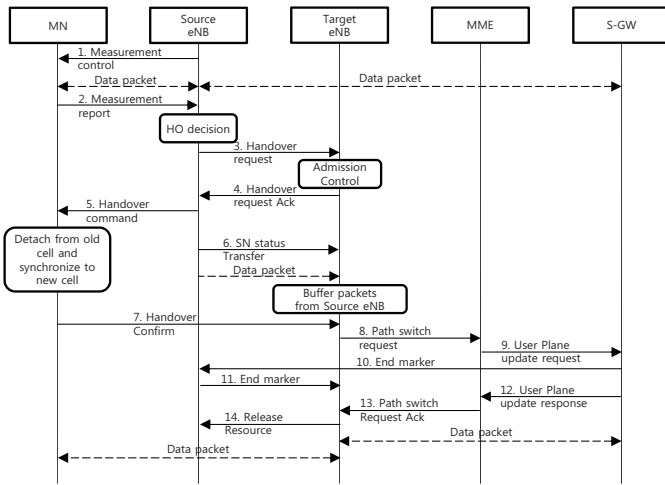 MN
Source
eNB
Target
eNB
MME
S-GW
1. Measurement
control
Data packet
Data packet
2. Measurement
report
HO decision
3. Handover
request
Admission
Control
4. Handover
request Ack
5. Handover
command
Detach from old
cell and
synchronize to
new cell
6. SN status
Transfer
Data packet
Buffer packets
from Source eNB
7. Handover
Confirm
8. Path switch
request
9. User Plane
update request
10. End marker
11. End marker
12. User Plane
update response
13. Path switch
Request Ack
14. Release
Resource
Data packet
Data packet